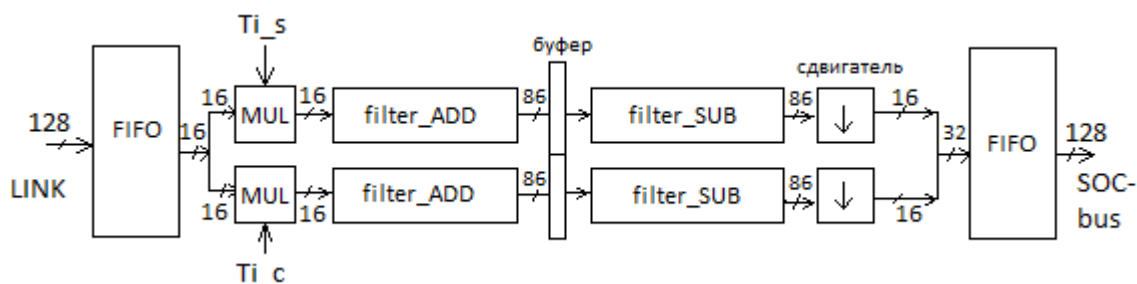 Ti_s
буфер
сдвигатель
16 MUL 16 filter_ADD 86 filter_SUB 86 16
128 FIFO 16 32 FIFO 128
LINK SOC-
bus
16 MUL 16 filter_ADD 86 filter_SUB 86 16
Ti_c